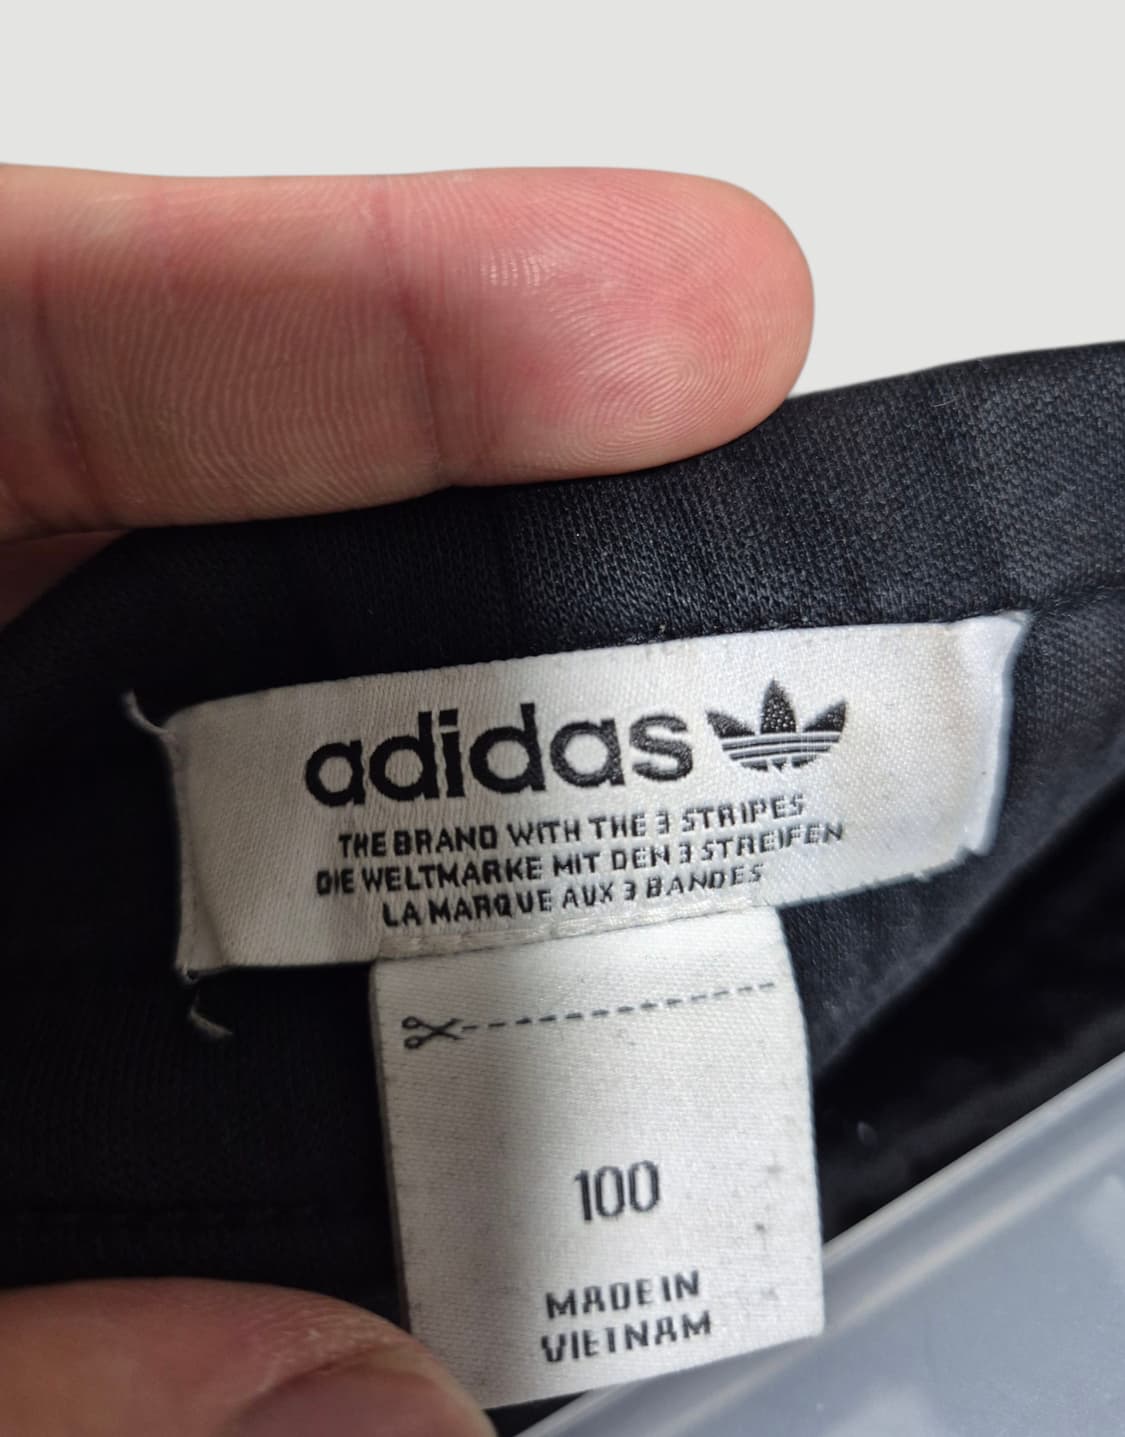 adidas
THE BRAND WITH THE 3 STRIPES
DIE WELTMARKE MIT DEN 3 STREIFEN
LA MARQUE AUX 3 BANDES
100
MADE IN
VIETNAM